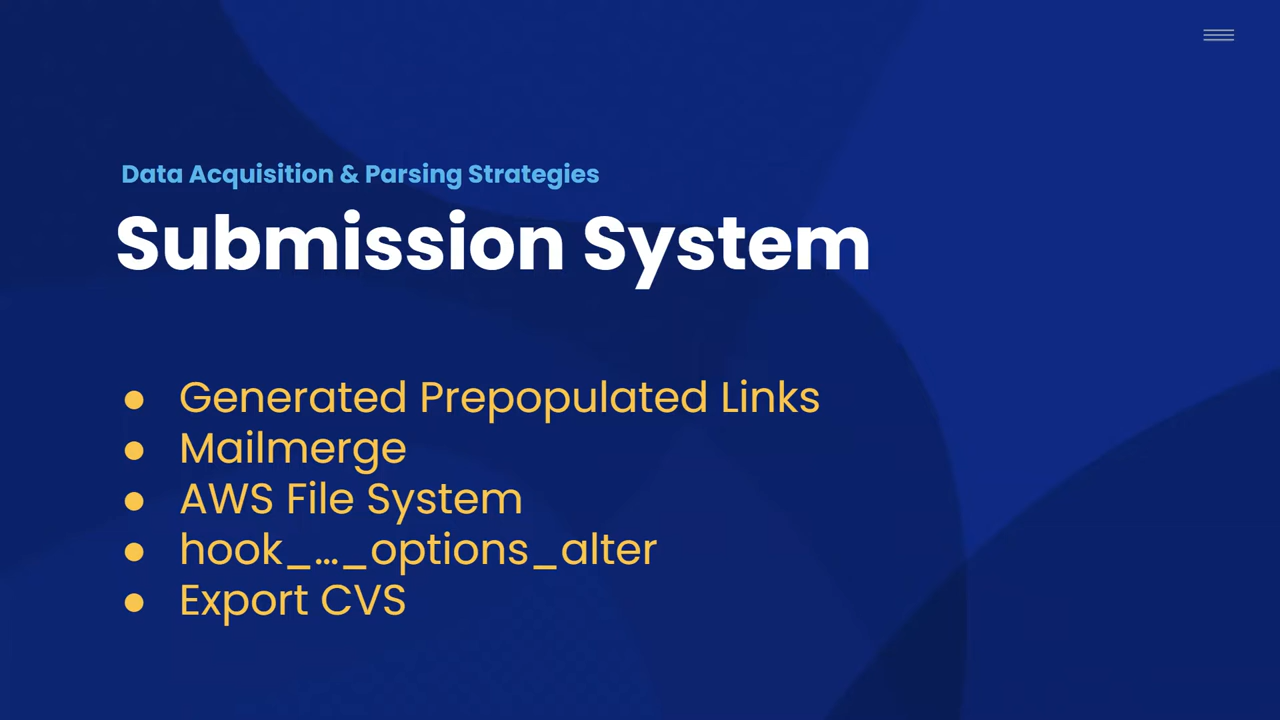 Data Acquisition & Parsing Strategies
Submission System
● Generated Prepopulated Links
● Mailmerge
● AWS File System
● hook_…_options_alter
● Export CVS